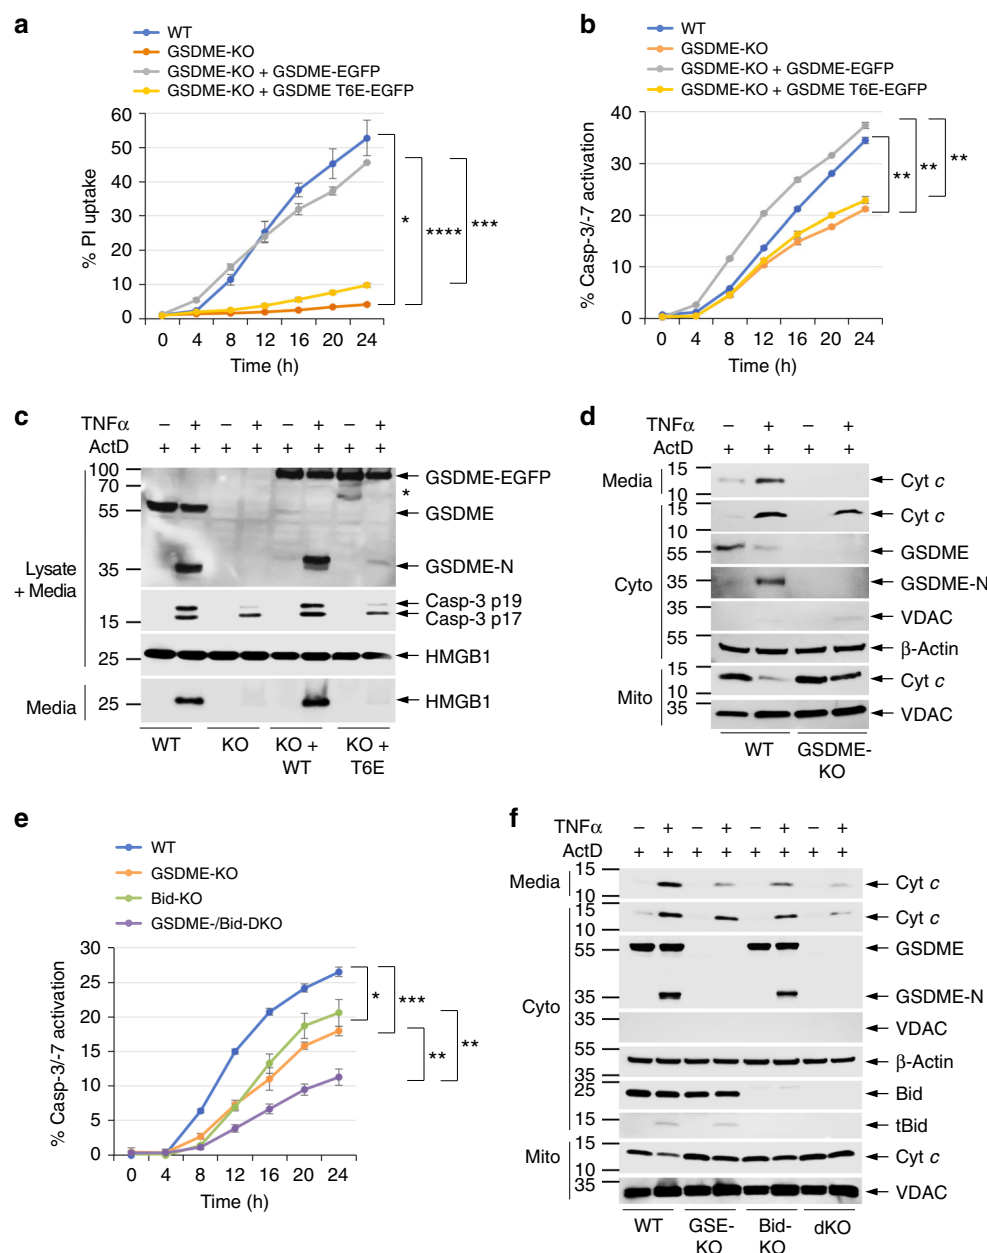 a
WT
GSDME-KO
GSDME-KO + GSDME-EGFP
GSDME-KO + GSDME T6E-EGFP
% PI uptake
60
50
40
30
20
10
0
0 4 8 12 16 20 24
Time (h)
*
****
***
b
WT
GSDME-KO
GSDME-KO + GSDME-EGFP
GSDME-KO + GSDME T6E-EGFP
% Casp-3/-7 activation
40
30
20
10
0
0 4 8 12 16 20 24
Time (h)
**
**
**
c
TNFα – + – + – + – +
ActD + + + + + + + +
Lysate + Media
100
70
55
35
GSDME-EGFP
*
GSDME
GSDME-N
15
Casp-3 p19
Casp-3 p17
25
HMGB1
Media
25
HMGB1
WT KO KO + WT KO + T6E
d
TNFα – + – +
ActD + + + +
Media
15
10
Cyt c
Cyto
15
10
Cyt c
55
GSDME
35
GSDME-N
35
VDAC
55
β-Actin
Mito
15
10
Cyt c
35
VDAC
WT GSDME-KO
e
WT
GSDME-KO
Bid-KO
GSDME-/Bid-DKO
% Casp-3/-7 activation
30
25
20
15
10
5
0
0 4 8 12 16 20 24
Time (h)
*
***
**
**
f
TNFα – + – + – + – +
ActD + + + + + + + +
Media
15
10
Cyt c
Cyto
15
10
Cyt c
55
GSDME
35
GSDME-N
35
VDAC
55
35
β-Actin
25
Bid
15
tBid
Mito
15
10
Cyt c
35
VDAC
WT GSE-KO Bid-KO dKO